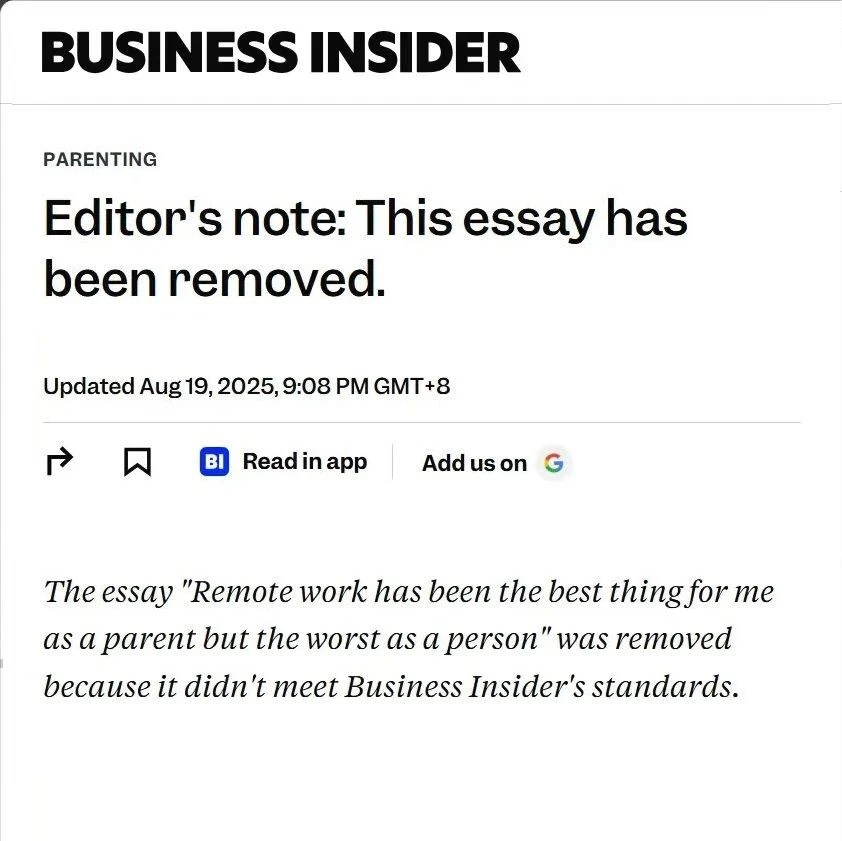 BUSINESS INSIDER
PARENTING
Editor's note: This essay has
been removed.
Updated Aug 19, 2025, 9:08 PM GMT+8
BI Read in app Add us on G
The essay "Remote work has been the best thing for me
as a parent but the worst as a person" was removed
because it didn't meet Business Insider's standards.